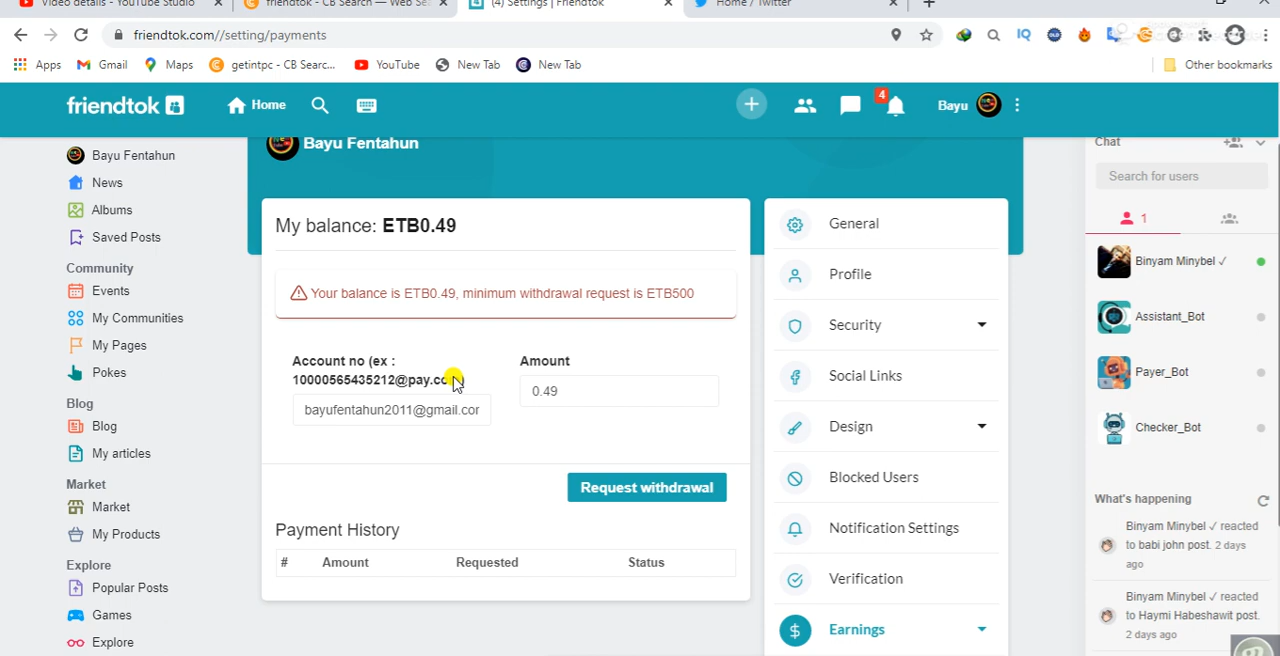 Video details - YouTube Studio
friendtok - CB Search — Web Se
(4) Settings | Friendtok
Home / Twitter
friendtok.com//setting/payments
Apps Gmail Maps getintpc - CB Searc... YouTube New Tab New Tab Other bookmarks
friendtok Home 4 Bayu
Bayu Fentahun
News
Albums
Saved Posts
Community
Events
My Communities
My Pages
Pokes
Blog
Blog
My articles
Market
Market
My Products
Explore
Popular Posts
Games
Explore
Bayu Fentahun
My balance: ETB0.49
Your balance is ETB0.49, minimum withdrawal request is ETB500
Account no (ex :
10000565435212@pay.co
bayufentahun2011@gmail.cor
Amount
0.49
Request withdrawal
Payment History
# Amount Requested Status
General
Profile
Security
Social Links
Design
Blocked Users
Notification Settings
Verification
Earnings
Chat
Search for users
1
Binyam Minybel ✓
Assistant_Bot
Payer_Bot
Checker_Bot
What's happening
Binyam Minybel ✓ reacted
to babi john post. 2 days
ago
Binyam Minybel ✓ reacted
to Haymi Habeshawit post.
2 days ago